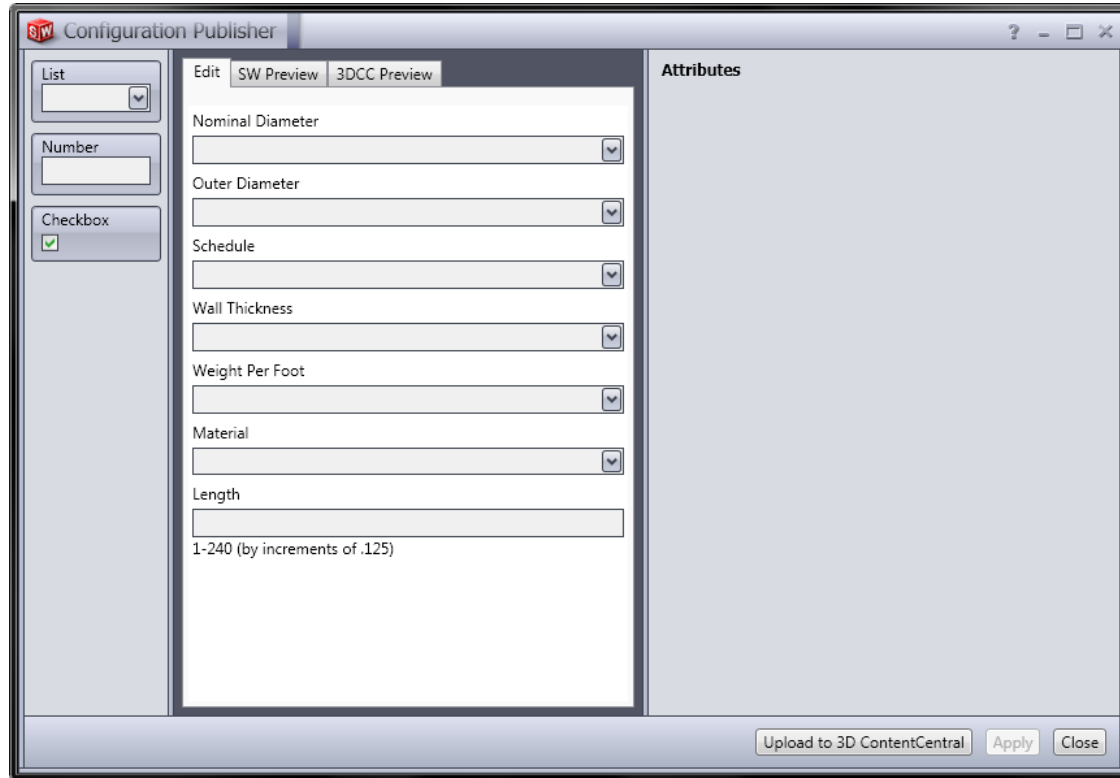 SW Configuration Publisher
?
List
Number
Checkbox
Edit SW Preview 3DCC Preview
Nominal Diameter
Outer Diameter
Schedule
Wall Thickness
Weight Per Foot
Material
Length
1-240 (by increments of .125)
Attributes
Upload to 3D ContentCentral Apply Close